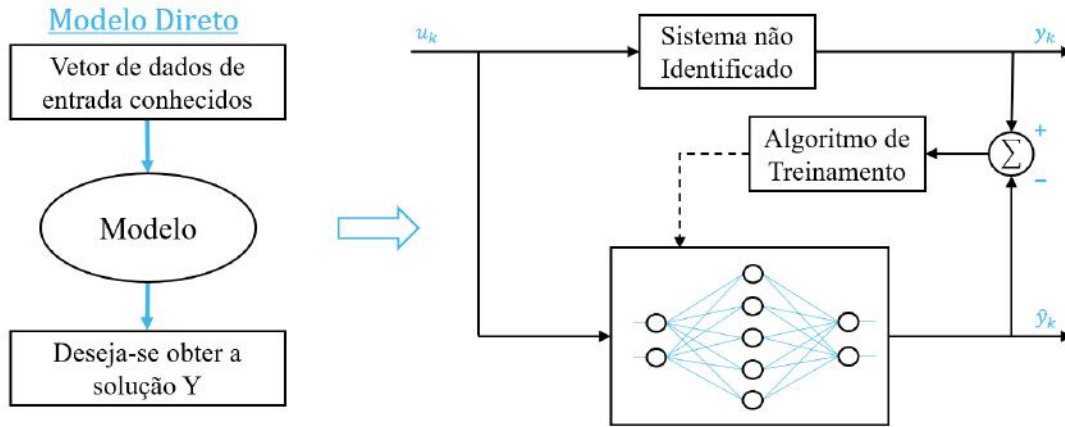 Modelo Direto
Vetor de dados de
entrada conhecidos
Modelo
Deseja-se obter a
solução Y
u_k
Sistema não
Identificado
y_k
Algoritmo de
Treinamento
∑
+
−
ŷ_k